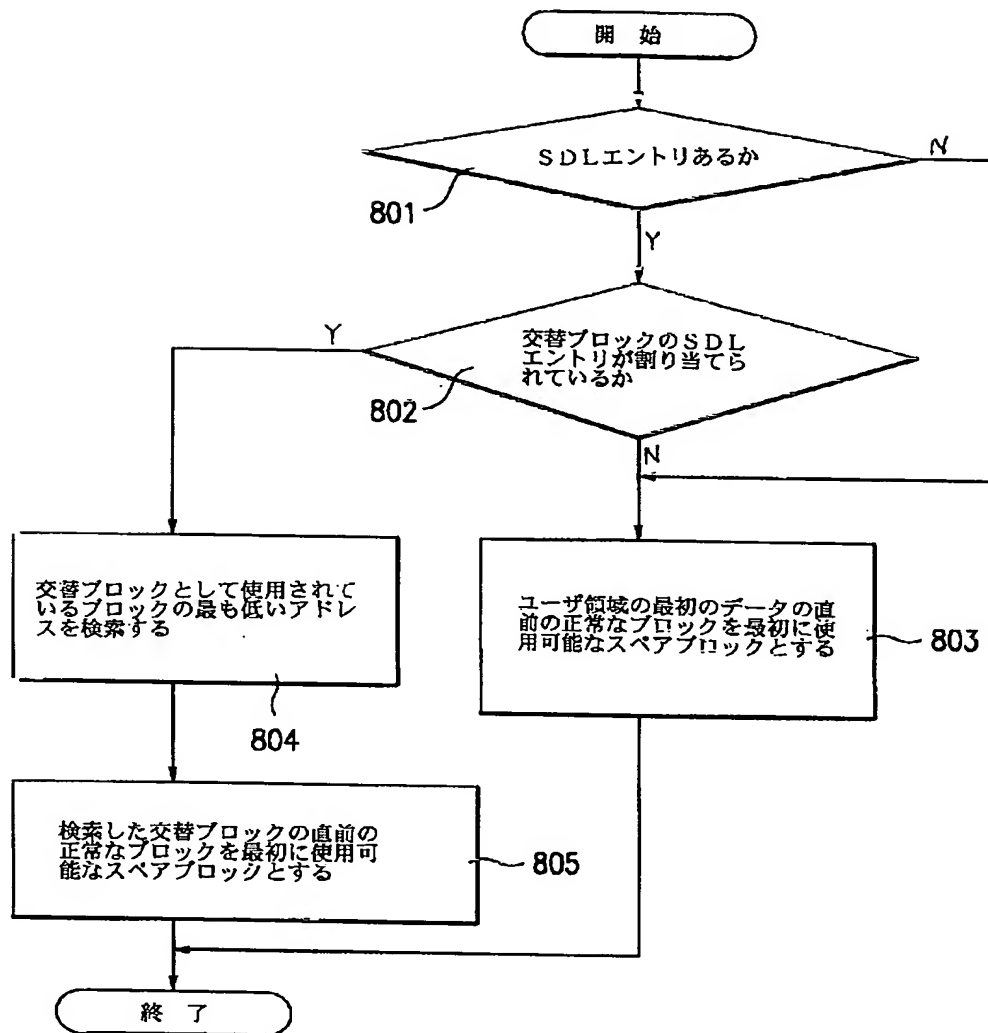 開 始
SDLエントリあるか
N
801
Y
交替ブロックのSDL
エントリが割り当てら
れているか
Y
802
N
交替ブロックとして使用されて
いるブロックの最も低いアドレ
スを検索する
804
ユーザ領域の最初のデータの直
前の正常なブロックを最初に使
用可能なスペアブロックとする
803
検索した交替ブロックの直前の
正常なブロックを最初に使用可
能なスペアブロックとする
805
終 了